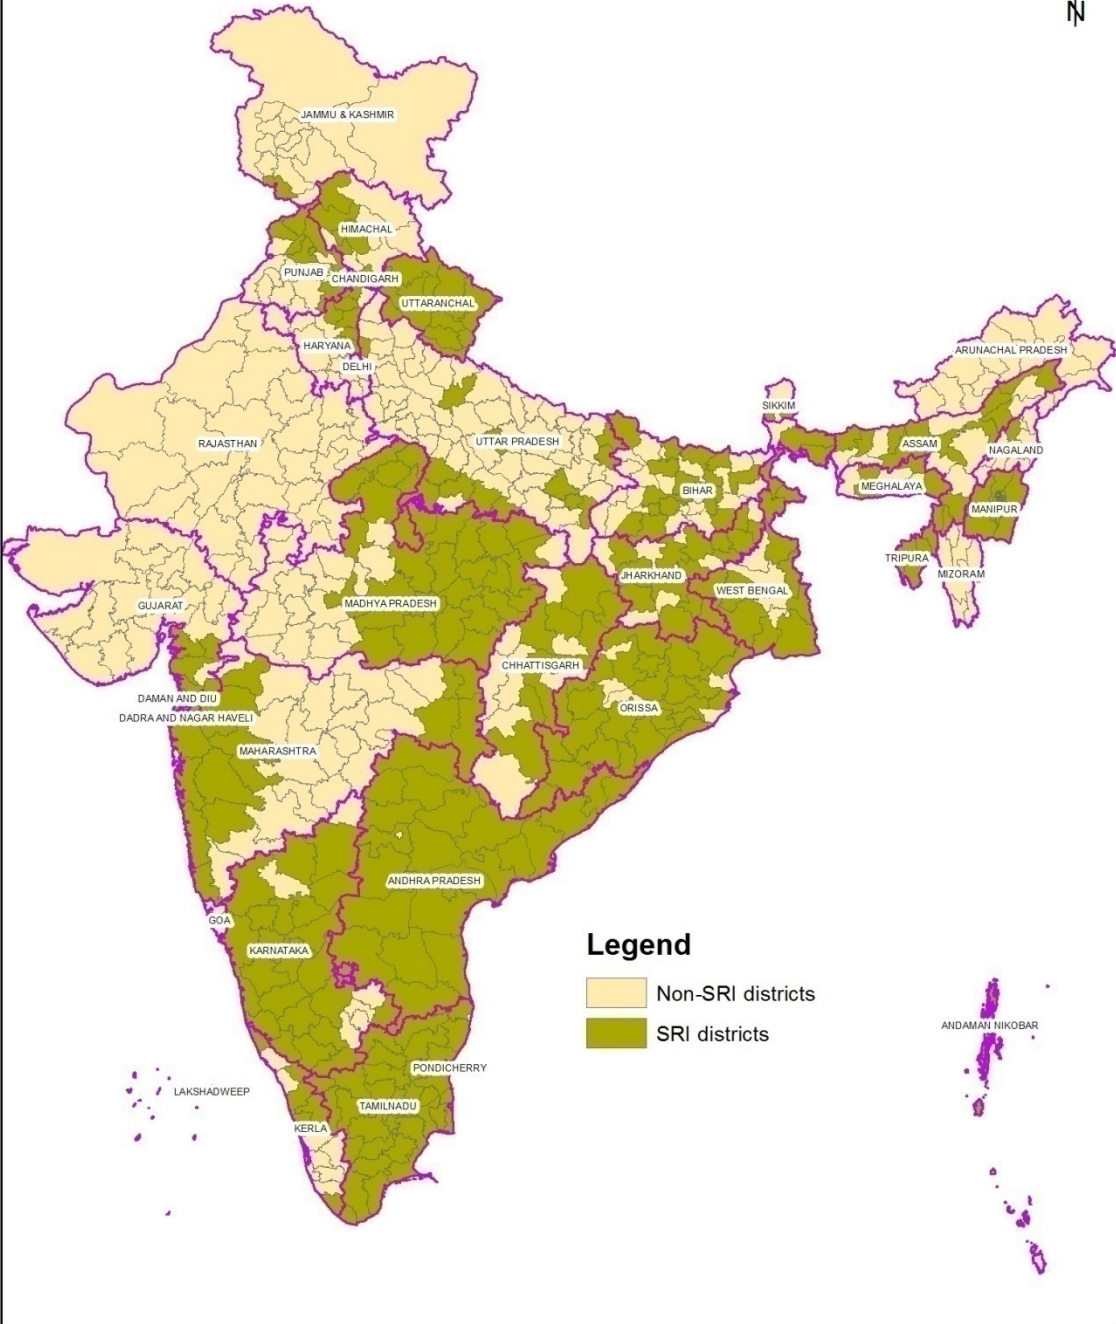 N
JAMMU & KASHMIR
HIMACHAL
PUNJAB
CHANDIGARH
UTTARANCHAL
HARYANA
DELHI
ARUNACHAL PRADESH
SIKKIM
RAJASTHAN
UTTAR PRADESH
ASSAM
NAGALAND
BIHAR
MEGHALAYA
MANIPUR
TRIPURA
MIZORAM
JHARKHAND
WEST BENGAL
GUJARAT
MADHYA PRADESH
CHHATTISGARH
DAMAN AND DIU
ORISSA
DADRA AND NAGAR HAVELI
MAHARASHTRA
ANDHRA PRADESH
GOA
KARNATAKA
Legend
Non-SRI districts
SRI districts
ANDAMAN NIKOBAR
PONDICHERRY
LAKSHADWEEP
TAMILNADU
KERLA